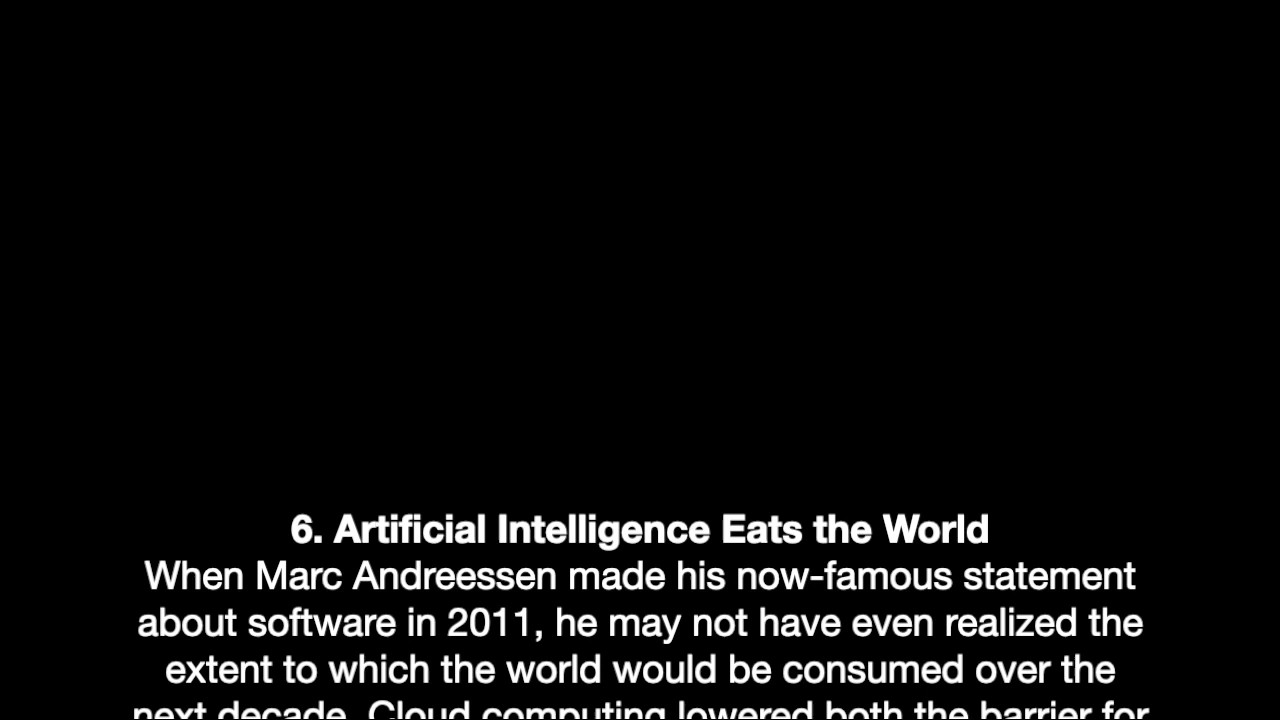 6. Artificial Intelligence Eats the World
When Marc Andreessen made his now-famous statement
about software in 2011, he may not have even realized the
extent to which the world would be consumed over the
next decade. Cloud computing lowered both the barrier for